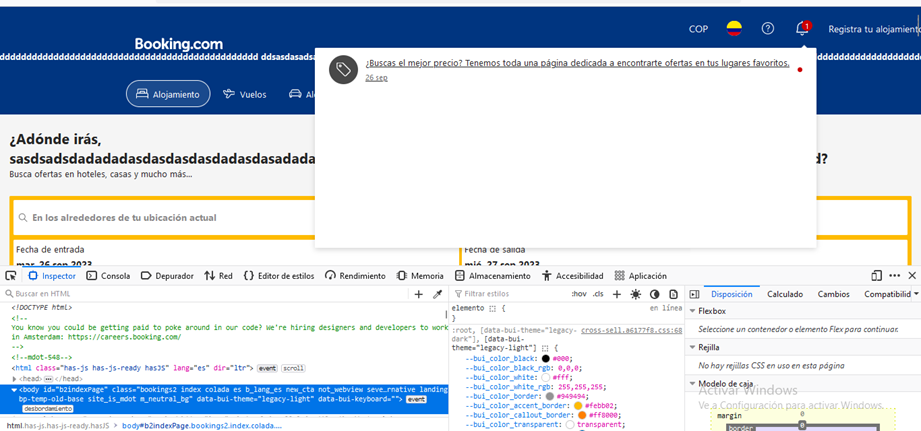 COP
1
Registra tu alojamiento
Booking.com
¿Buscas el mejor precio? Tenemos toda una página dedicada a encontrarte ofertas en tus lugares favoritos.
26 sep
Alojamiento
Vuelos
¿Adónde irás,
Busca ofertas en hoteles, casas y mucho más...
En los alrededores de tu ubicación actual
Fecha de entrada
Fecha de salida
mar, 26 sep 2023
mié, 27 sep 2023
Inspector
Consola
Depurador
Red
Editor de estilos
Rendimiento
Memoria
Almacenamiento
Accesibilidad
Aplicación
Buscar en HTML
<!DOCTYPE html>
<!--
You know you could be getting paid to poke around in our code? We're hiring designers and developers to work
in Amsterdam: https://careers.booking.com/
-->
<!--mdot-548-->
<html class="has-js has-js-ready hasJS" lang="es" dir="ltr"> event scroll
<head> </head>
<body id="b2indexPage" class="bookings2 index colada es b_lang_es new_cta not_webview seve_rrnative landing
bp-temp-old-base site_is_mdot m_neutral_bg" data-bui-theme="legacy-light" data-bui-keyboard=""> event
desbordamiento
html.has-js.has-js-ready.hasJS
body#b2indexPage.bookings2.index.colada....
Filtrar estilos
:hov .cls
elemento {
en línea
}
:root, [data-bui-theme="legacy-
cross-sell.a6177f8.css:68
dark"], [data-bui-
theme="legacy-light"] {
--bui_color_black: #000;
--bui_color_black_rgb: 0,0,0;
--bui_color_white: #fff;
--bui_color_white_rgb: 255,255,255;
--bui_color_border: #949494;
--bui_color_accent_border: #febb02;
--bui_color_callout_border: #ff8000;
--bui_color_transparent: transparent;
Disposición
Calculado
Cambios
Compatibilid
Flexbox
Seleccione un contenedor o elemento Flex para continuar.
Rejilla
No hay rejillas CSS en uso en esta página
Modelo de caja
Activar Windows
Ve a Configuración para activar Windows.
margin
0
border
0